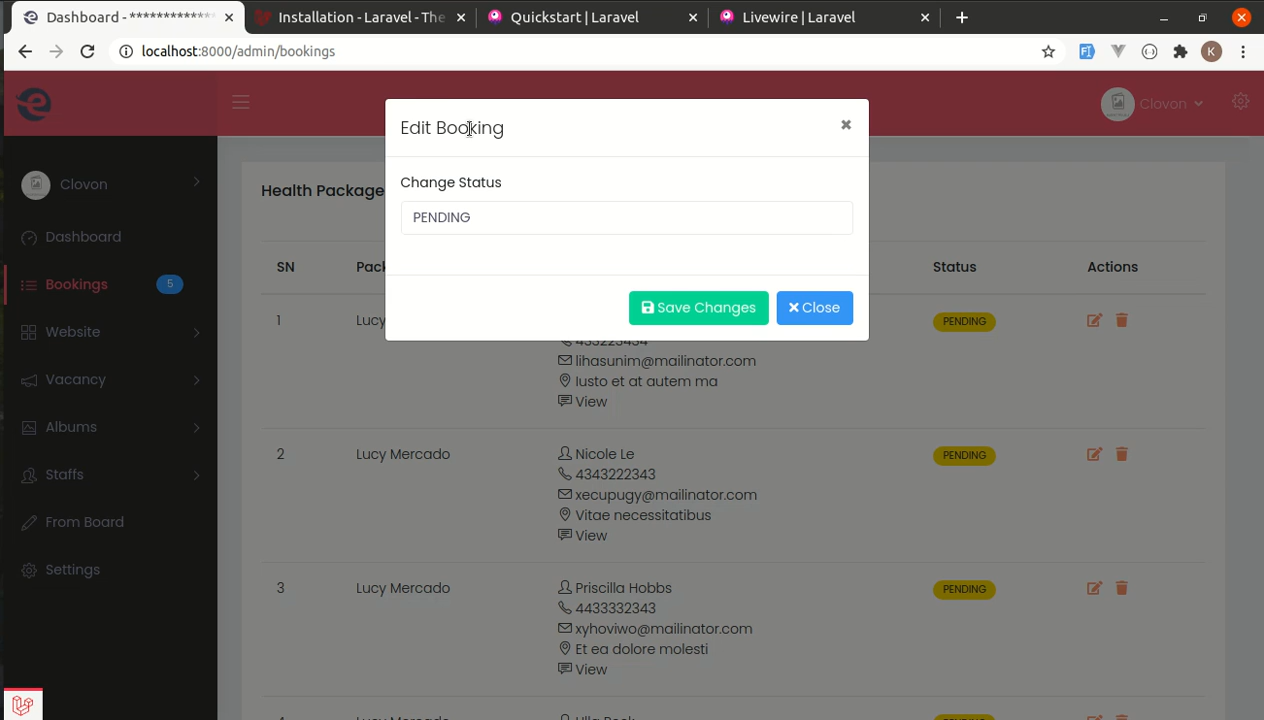 Dashboard - **************
Installation - Laravel - The
Quickstart | Laravel
Livewire | Laravel
localhost:8000/admin/bookings
K
Clovon
Edit Booking
Change Status
PENDING
Save Changes
Close
Clovon
Dashboard
Bookings 5
Website
Vacancy
Albums
Staffs
From Board
Settings
Health Package
SN Pack Status Actions
1 Lucy PENDING
433223434
lihasunim@mailinator.com
Iusto et at autem ma
View
2 Lucy Mercado Nicole Le PENDING
4343222343
xecupugy@mailinator.com
Vitae necessitatibus
View
3 Lucy Mercado Priscilla Hobbs PENDING
4433332343
xyhoviwo@mailinator.com
Et ea dolore molesti
View